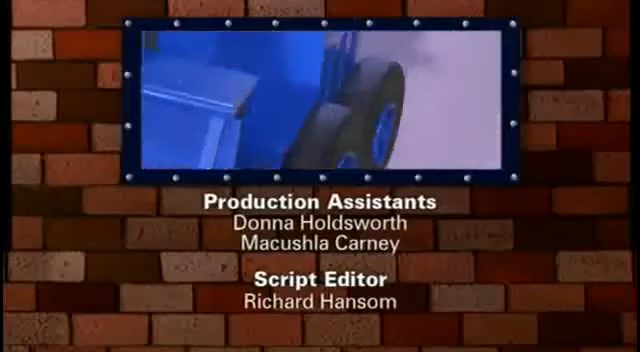 Production Assistants
Donna Holdsworth
Macushla Carney
Script Editor
Richard Hansom